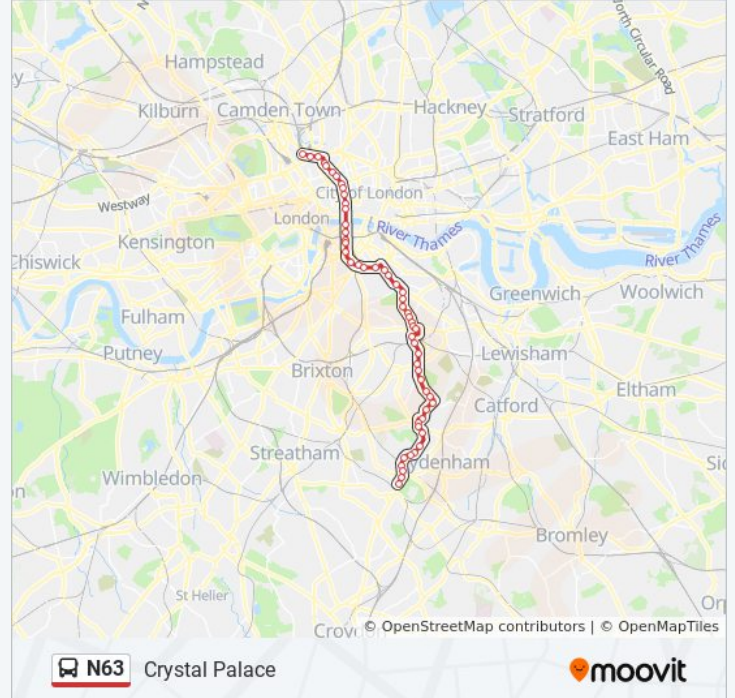 North Circular Road
Hampstead
Kilburn
Camden Town
Hackney
Stratford
East Ham
City of London
Westway
London
River Thames
Kensington
River Thames
Chiswick
Greenwich
Woolwich
Fulham
Putney
Lewisham
Brixton
Eltham
Catford
Streatham
Sydenham
Wimbledon
Bromley
St Helier
Croydon
© OpenStreetMap contributors | © OpenMapTiles
N63 Crystal Palace
moovit